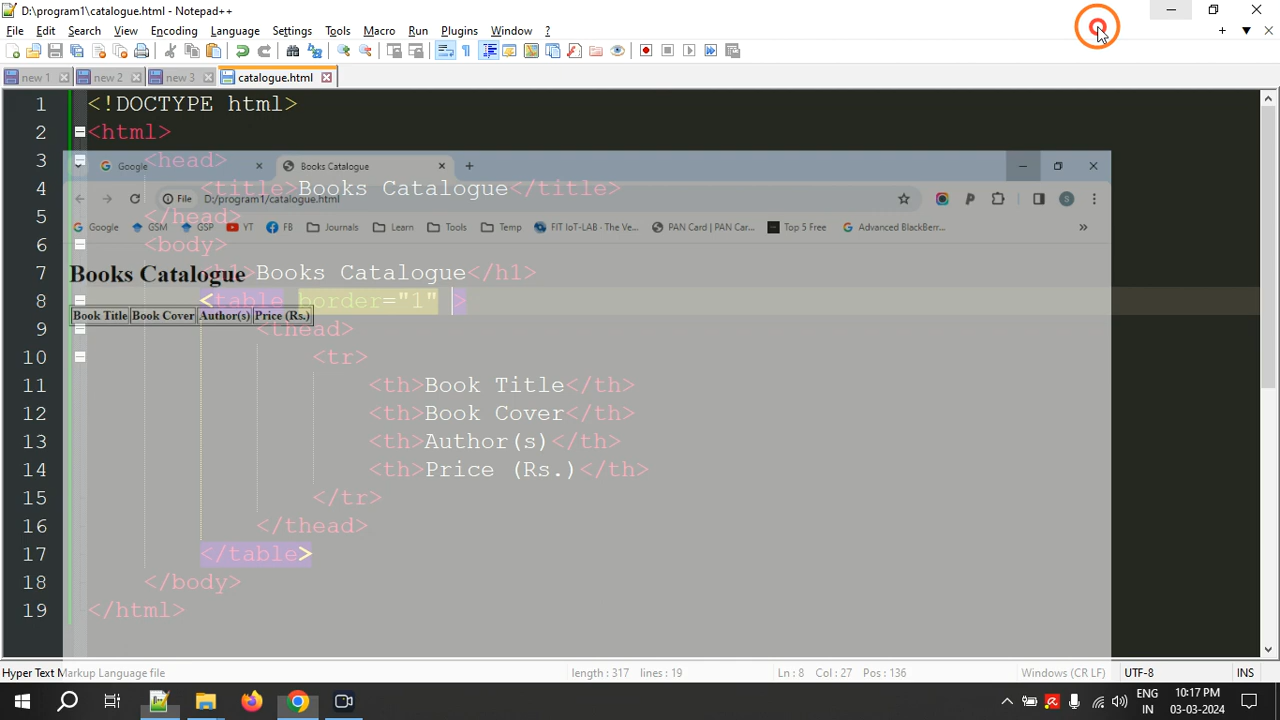 D:\program1\catalogue.html - Notepad++
File Edit Search View Encoding Language Settings Tools Macro Run Plugins Window ?
new 1 new 2 new 3 catalogue.html
1 <!DOCTYPE html>
2 <html>
3 <head>
4 <title>Books Catalogue</title>
5 </head>
6 <body>
7 <h1>Books Catalogue</h1>
8 <table border="1" >
9 <thead>
10 <tr>
11 <th>Book Title</th>
12 <th>Book Cover</th>
13 <th>Author(s)</th>
14 <th>Price (Rs.)</th>
15 </tr>
16 </thead>
17 </table>
18 </body>
19 </html>
Google Books Catalogue
File D:/program1/catalogue.html
Google GSM GSP YT FB Journals Learn Tools Temp FIT IoT-LAB - The Ve... PAN Card | PAN Car... Top 5 Free Advanced BlackBerr...
Books Catalogue
Book Title Book Cover Author(s) Price (Rs.)
Hyper Text Markup Language file length : 317 lines : 19 Ln : 8 Col : 27 Pos : 136 Windows (CR LF) UTF-8 INS
ENG 10:17 PM
IN 03-03-2024